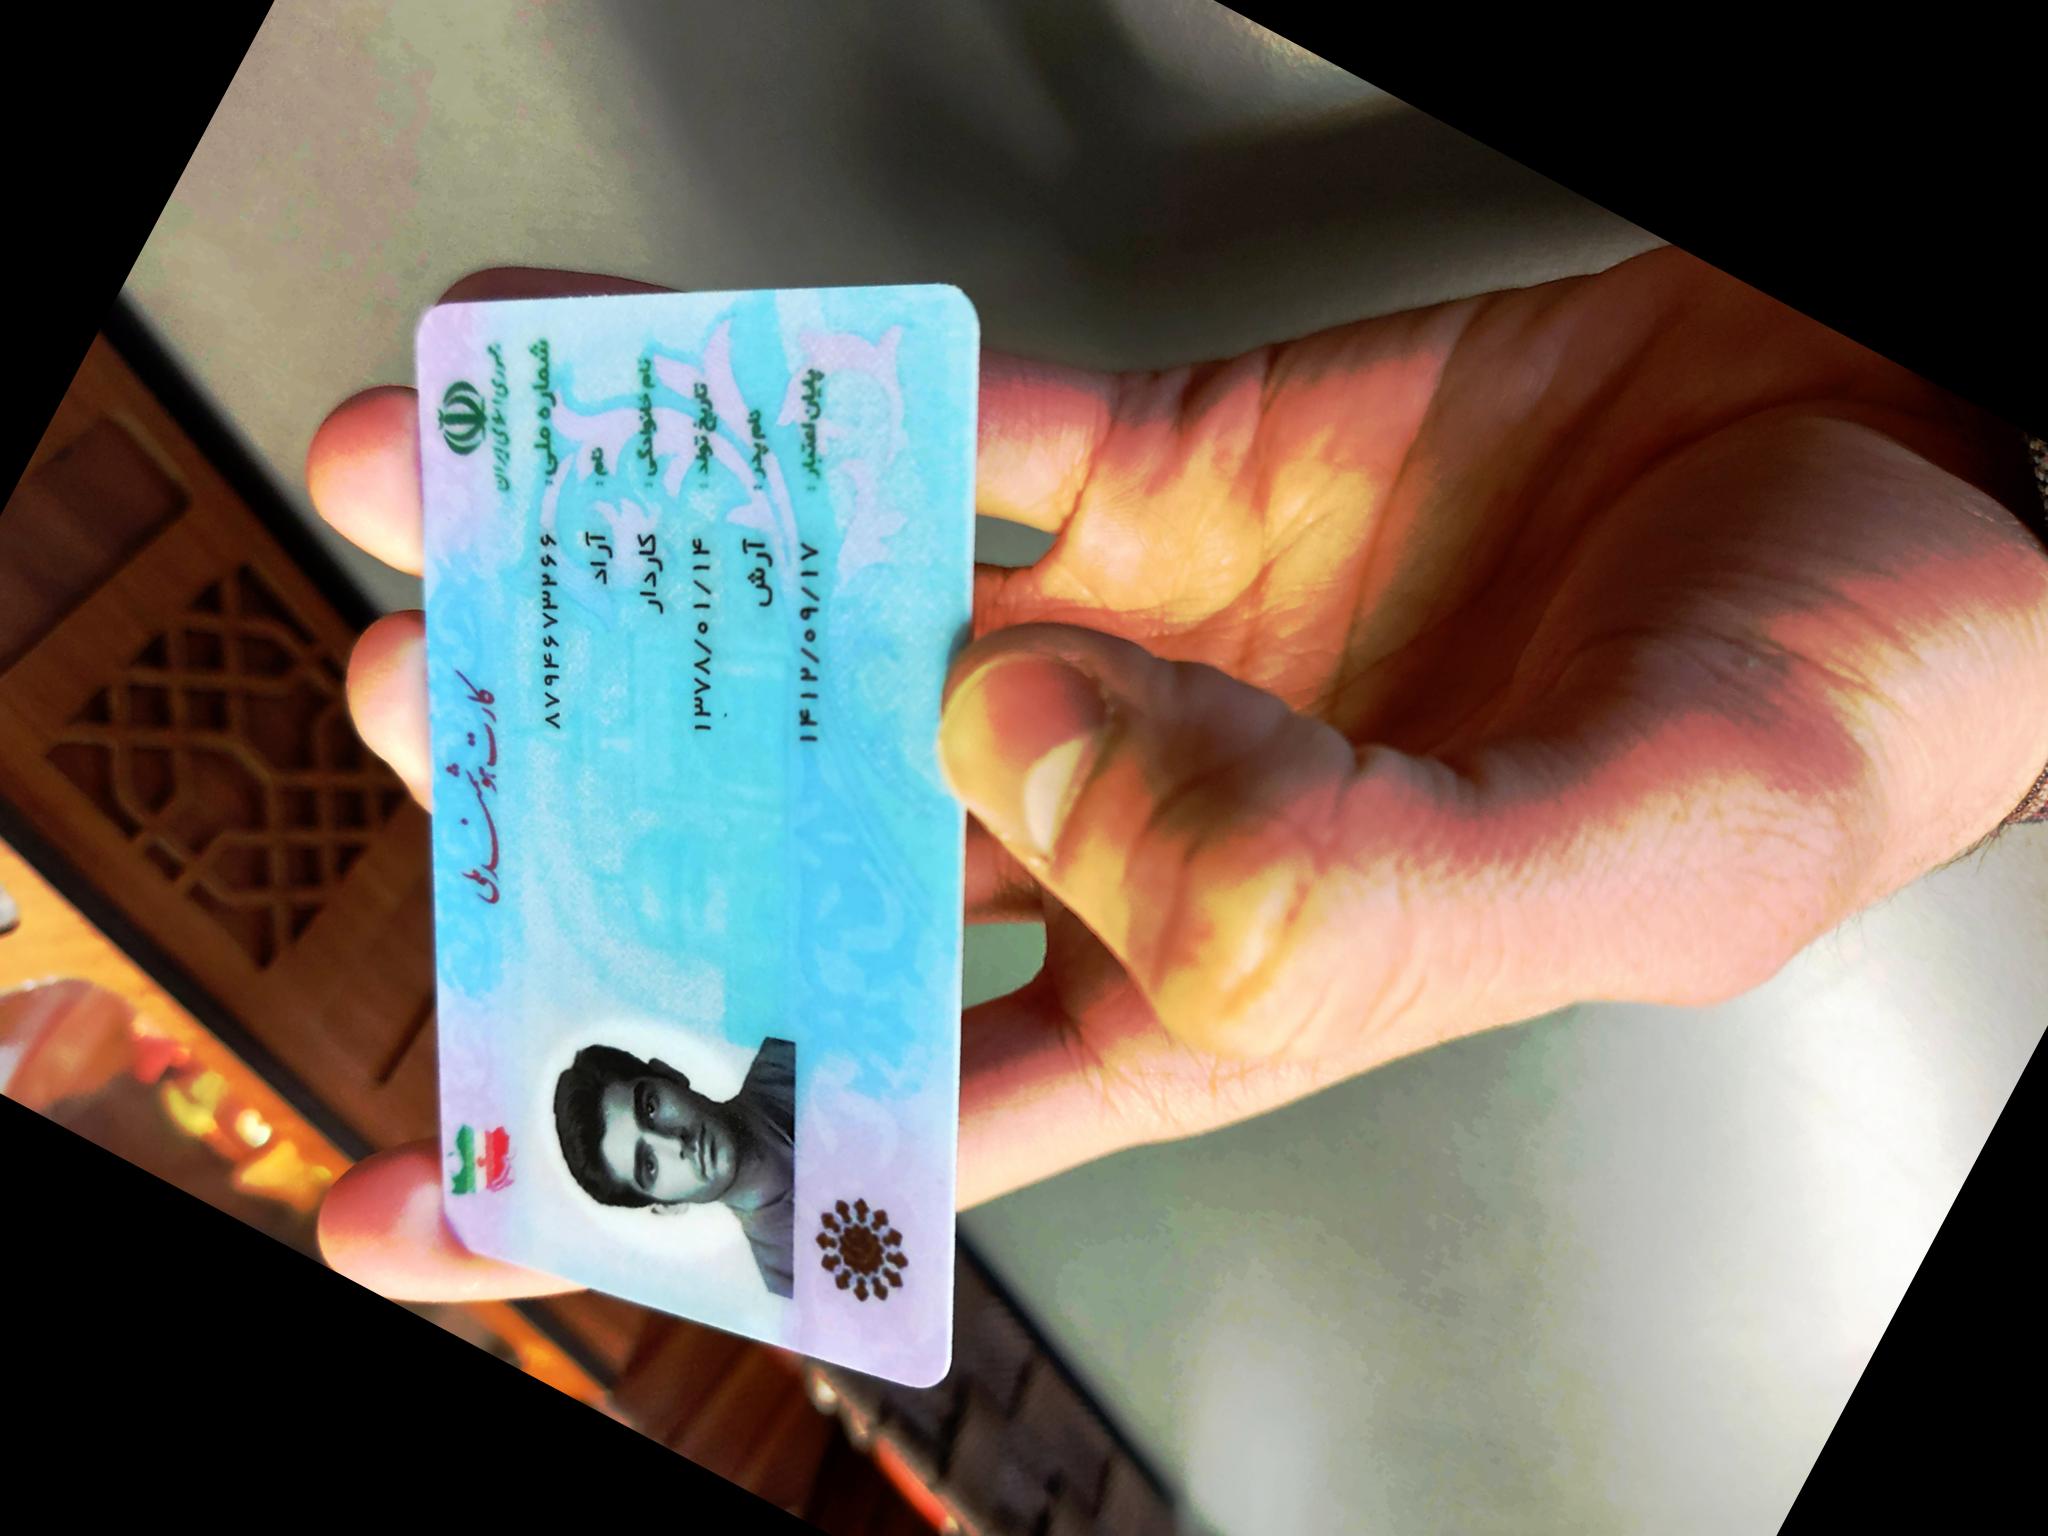 کارت هوشمند ملی
جمهوری اسلامی ایران
شماره ملی: ۸۷۹۴۶۷۳۲۶۶
نام: آراد
نام خانوادگی: کاردار
تاریخ تولد: ۱۳۷۸/۰۱/۱۴
نام پدر: آرش
پایان اعتبار: ۱۴۱۲/۰۹/۱۷